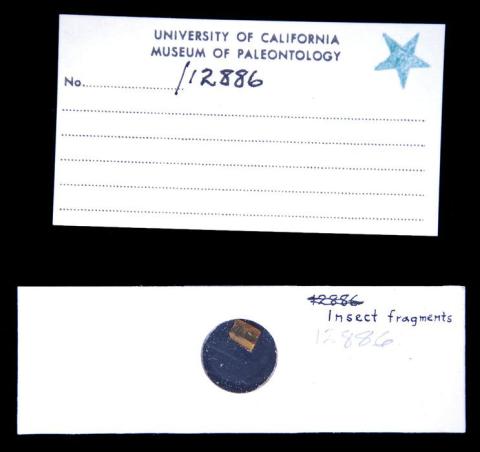 UNIVERSITY OF CALIFORNIA
MUSEUM OF PALEONTOLOGY
No. /12886
12886
Insect fragments
12886